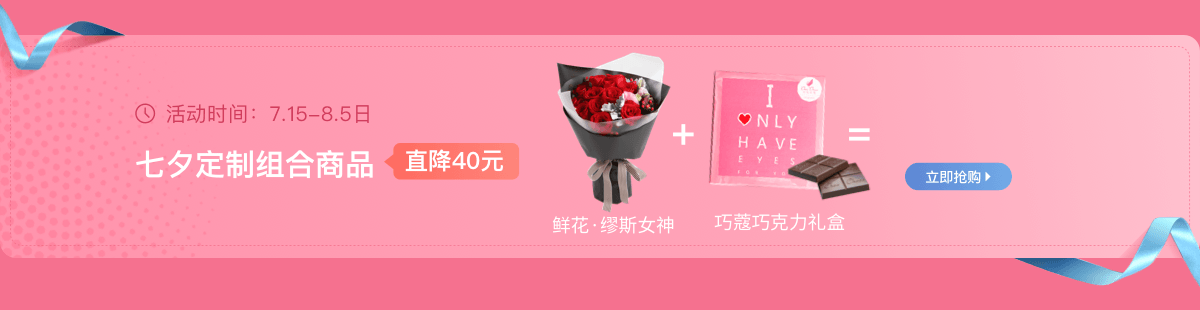 活动时间：7.15-8.5日
七夕定制组合商品
直降40元
I
NLY
HAVE
EYES
+
=
鲜花·缪斯女神
巧蔻巧克力礼盒
立即抢购